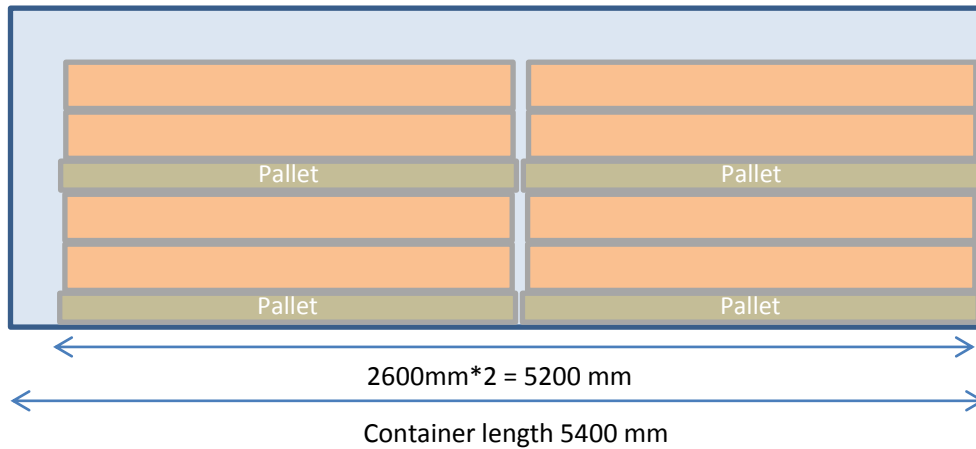 Pallet
Pallet
Pallet
Pallet
2600mm*2 = 5200 mm
Container length 5400 mm